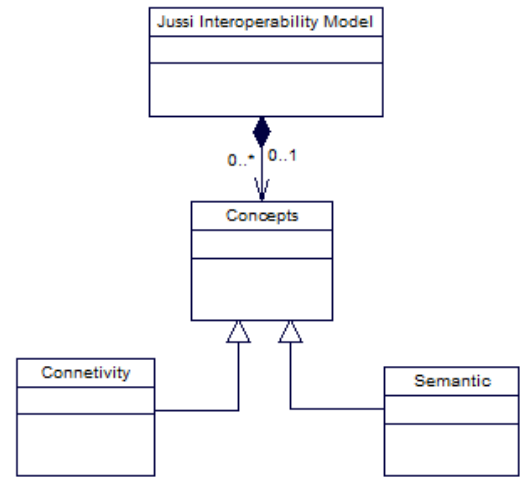 Jussi Interoperability Model
0..* 0..1
Concepts
Connetivity
Semantic